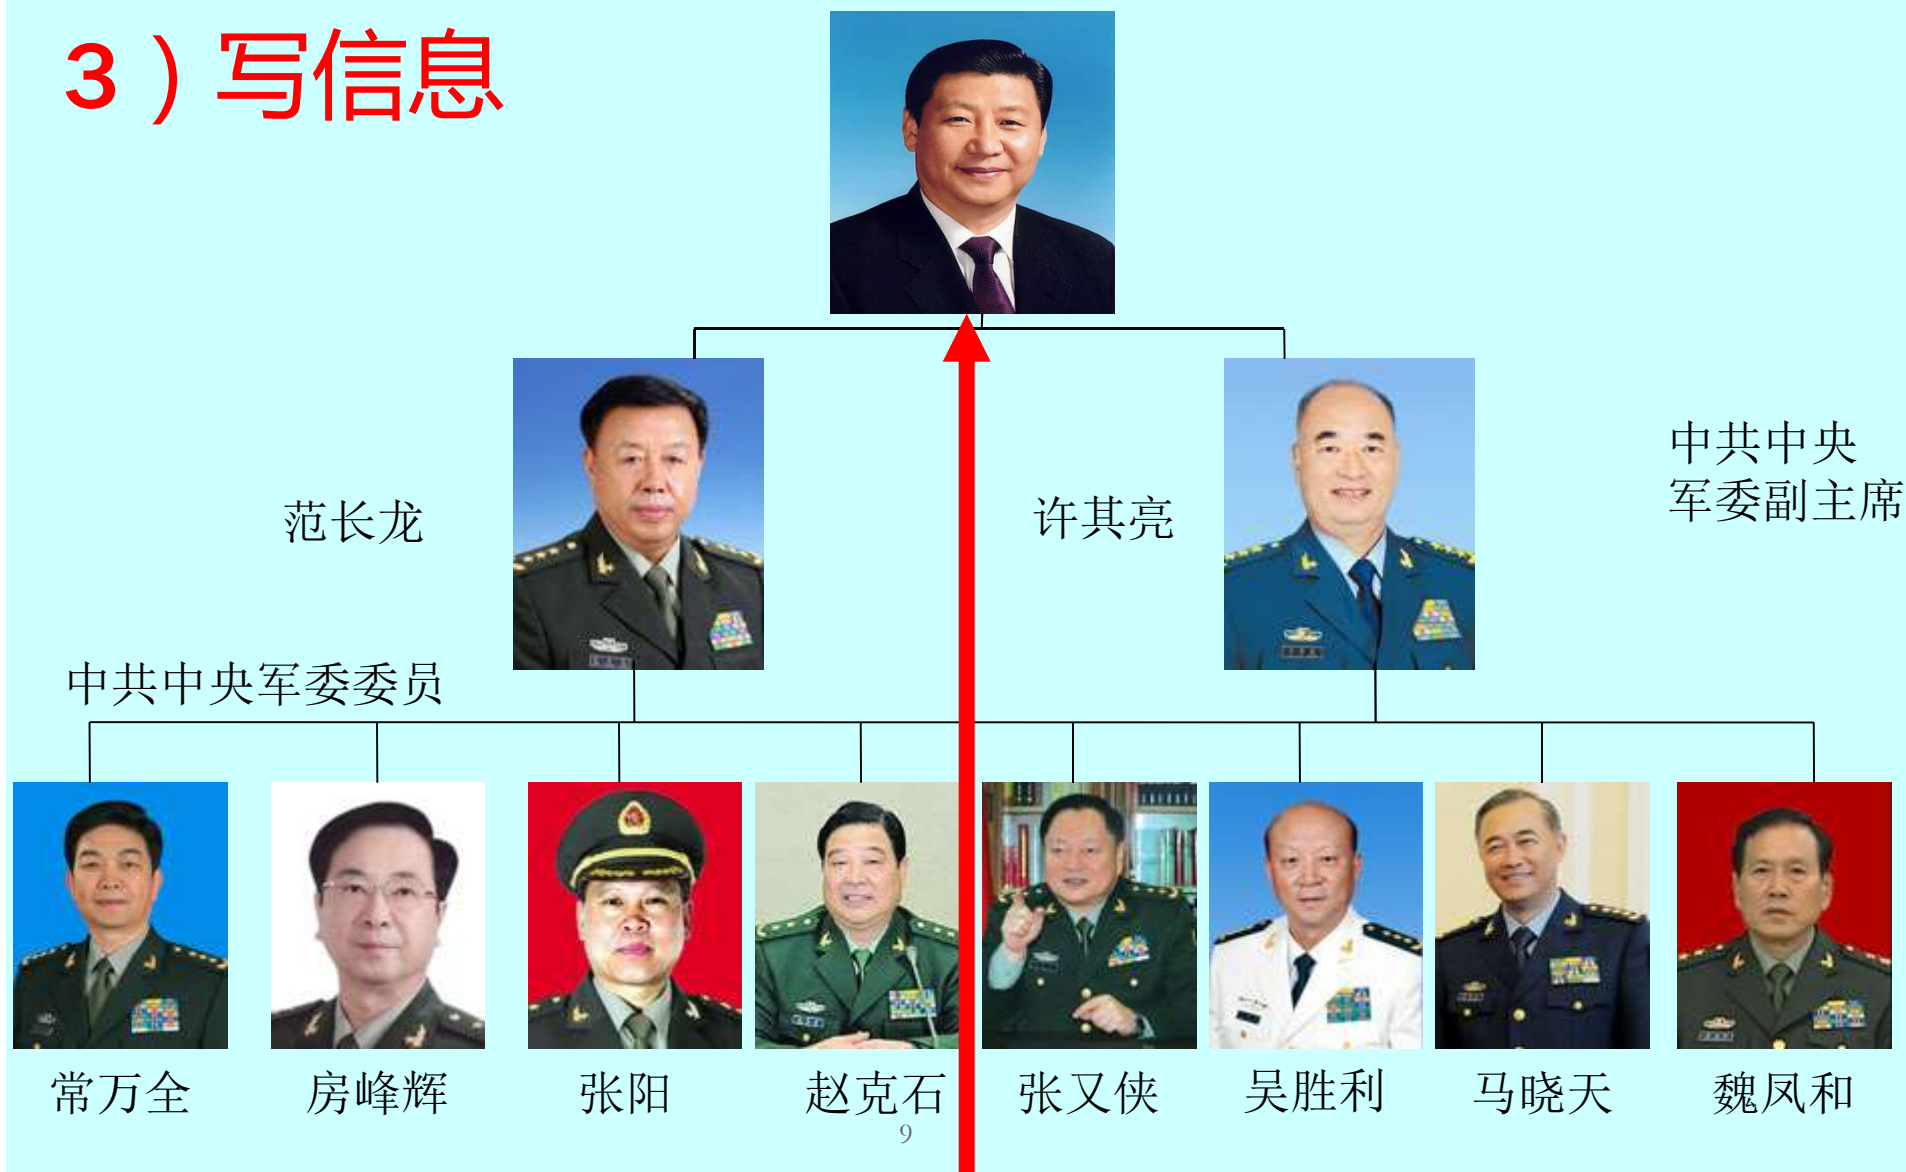 3）写信息
中共中央
军委副主席
范长龙
许其亮
中共中央军委委员
常万全
房峰辉
张阳
赵克石
张又侠
吴胜利
马晓天
魏凤和
9